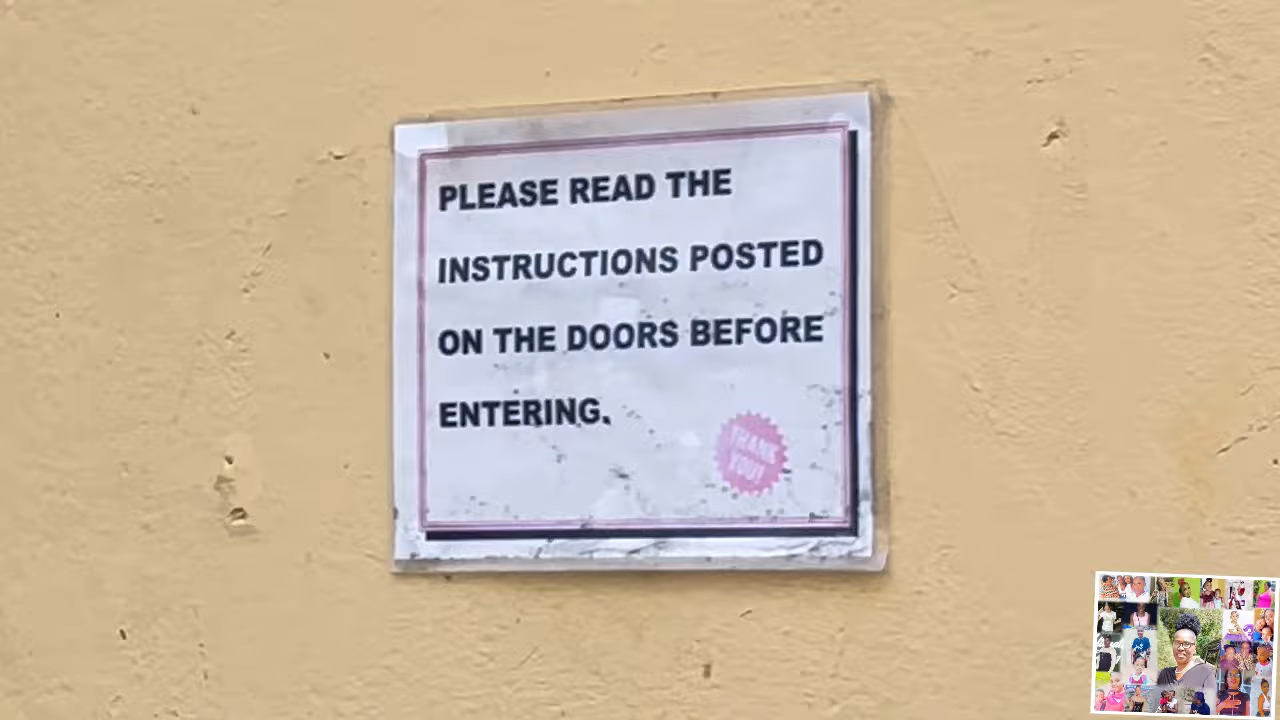 PLEASE READ THE
INSTRUCTIONS POSTED
ON THE DOORS BEFORE
ENTERING.
THANK
YOU!